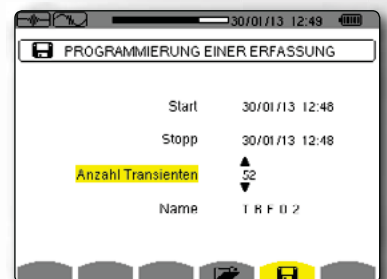 30/01/13 12:49
PROGRAMMIERUNG EINER ERFASSUNG
Start 30/01/13 12:48
Stopp 30/01/13 12:48
Anzahl Transienten 52
Name T R F 0 2